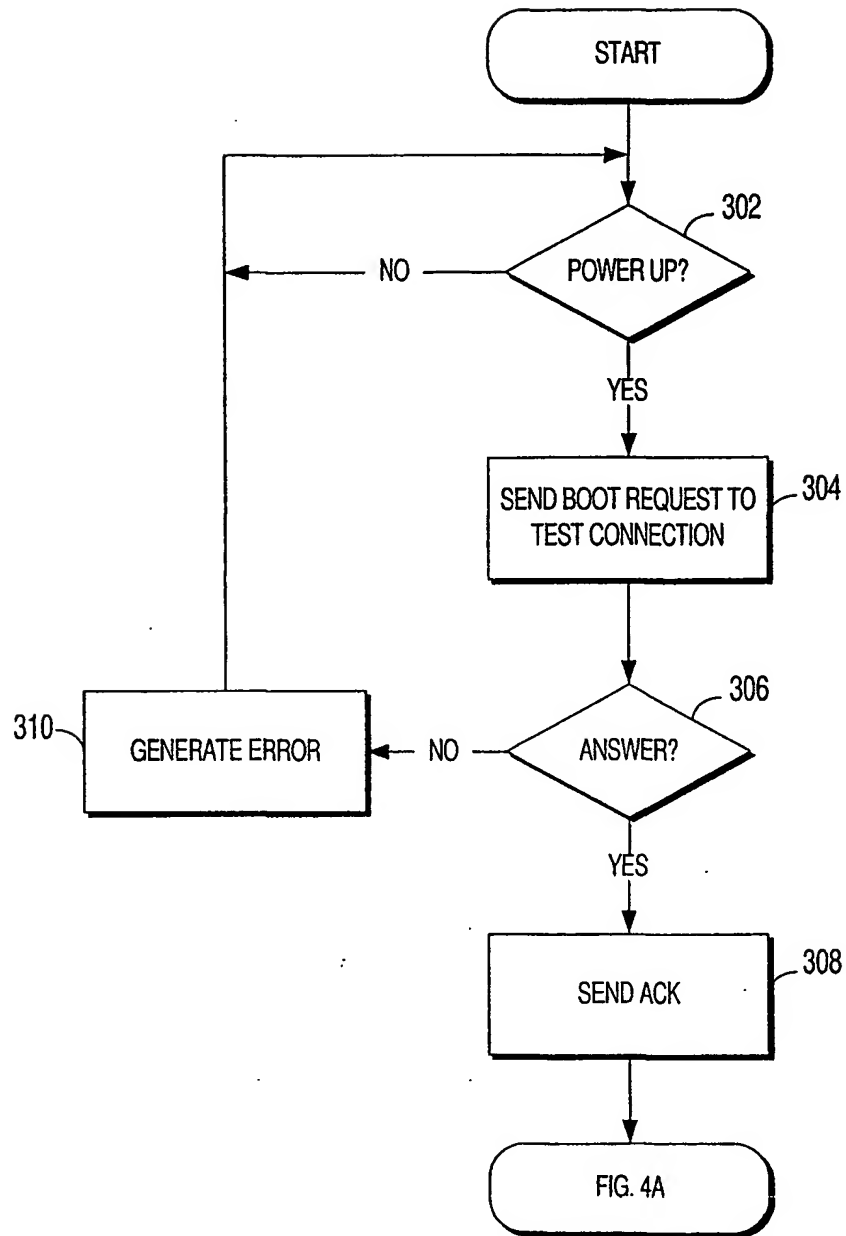 START
302
POWER UP?
NO
YES
SEND BOOT REQUEST TO
TEST CONNECTION
304
306
310
GENERATE ERROR
NO
ANSWER?
YES
SEND ACK
308
FIG. 4A